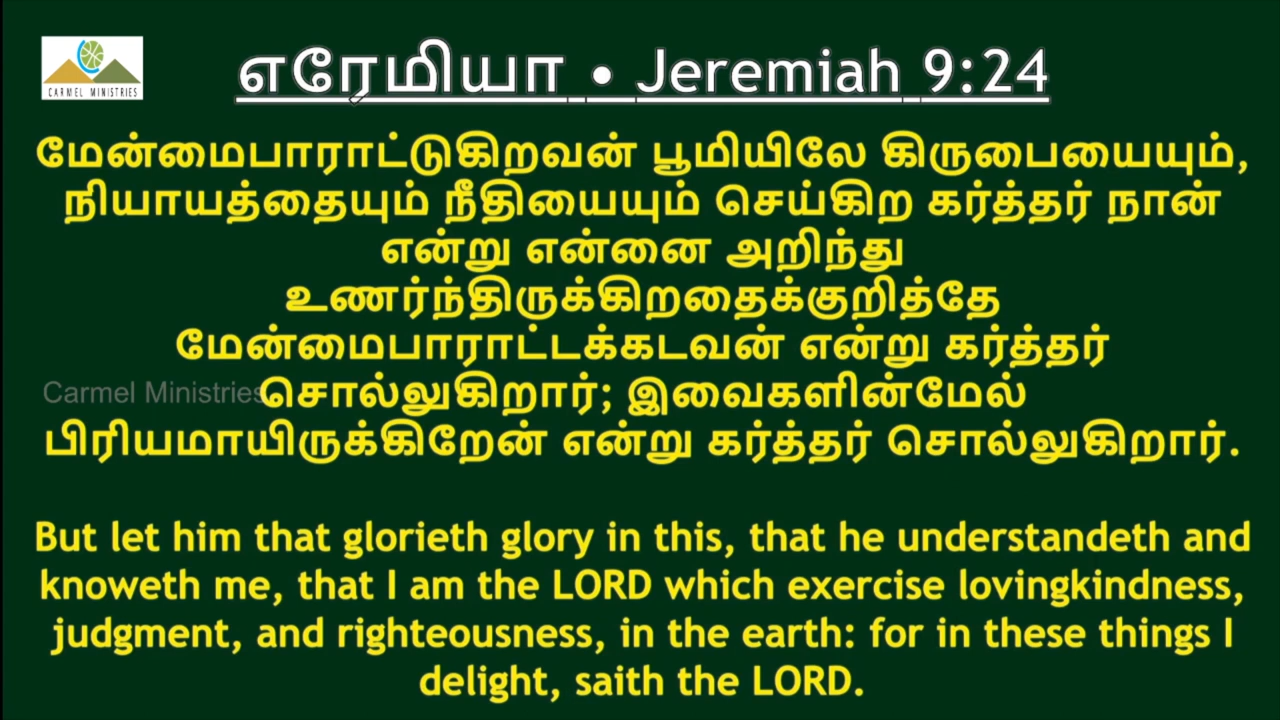 CARMEL MINISTRIES
எரேமியா • Jeremiah 9:24
மேன்மைபாராட்டுகிறவன் பூமியிலே கிருபையையும்,
நியாயத்தையும் நீதியையும் செய்கிற கர்த்தர் நான்
என்று என்னை அறிந்து
உணர்ந்திருக்கிறதைக்குறித்தே
மேன்மைபாராட்டக்கடவன் என்று கர்த்தர்
Carmel Ministries
சொல்லுகிறார்; இவைகளின்மேல்
பிரியமாயிருக்கிறேன் என்று கர்த்தர் சொல்லுகிறார்.
But let him that glorieth glory in this, that he understandeth and
knoweth me, that I am the LORD which exercise lovingkindness,
judgment, and righteousness, in the earth: for in these things I
delight, saith the LORD.